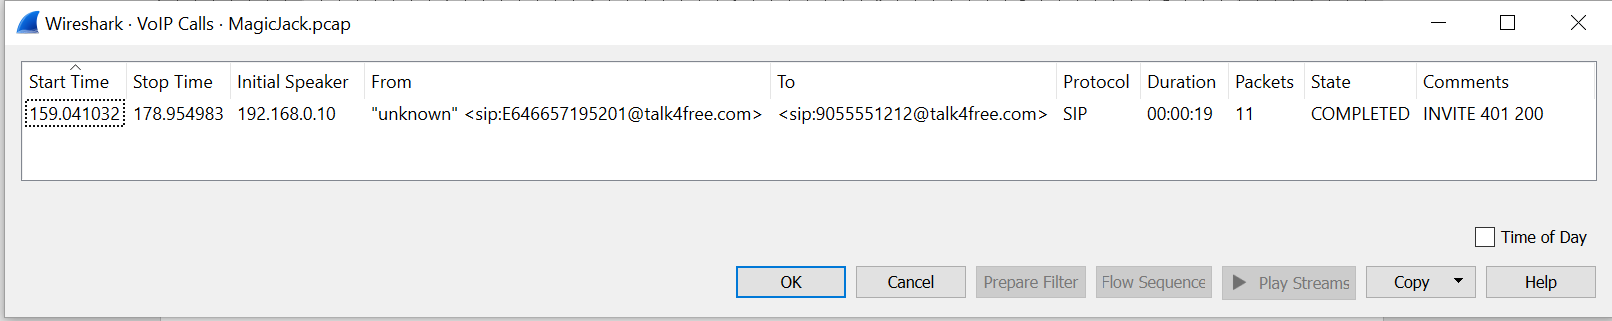 Wireshark · VoIP Calls · MagicJack.pcap
Start Time Stop Time Initial Speaker From To Protocol Duration Packets State Comments
159.041032 178.954983 192.168.0.10 "unknown" <sip:E646657195201@talk4free.com> <sip:9055551212@talk4free.com> SIP 00:00:19 11 COMPLETED INVITE 401 200
Time of Day
OK Cancel Prepare Filter Flow Sequence Play Streams Copy Help